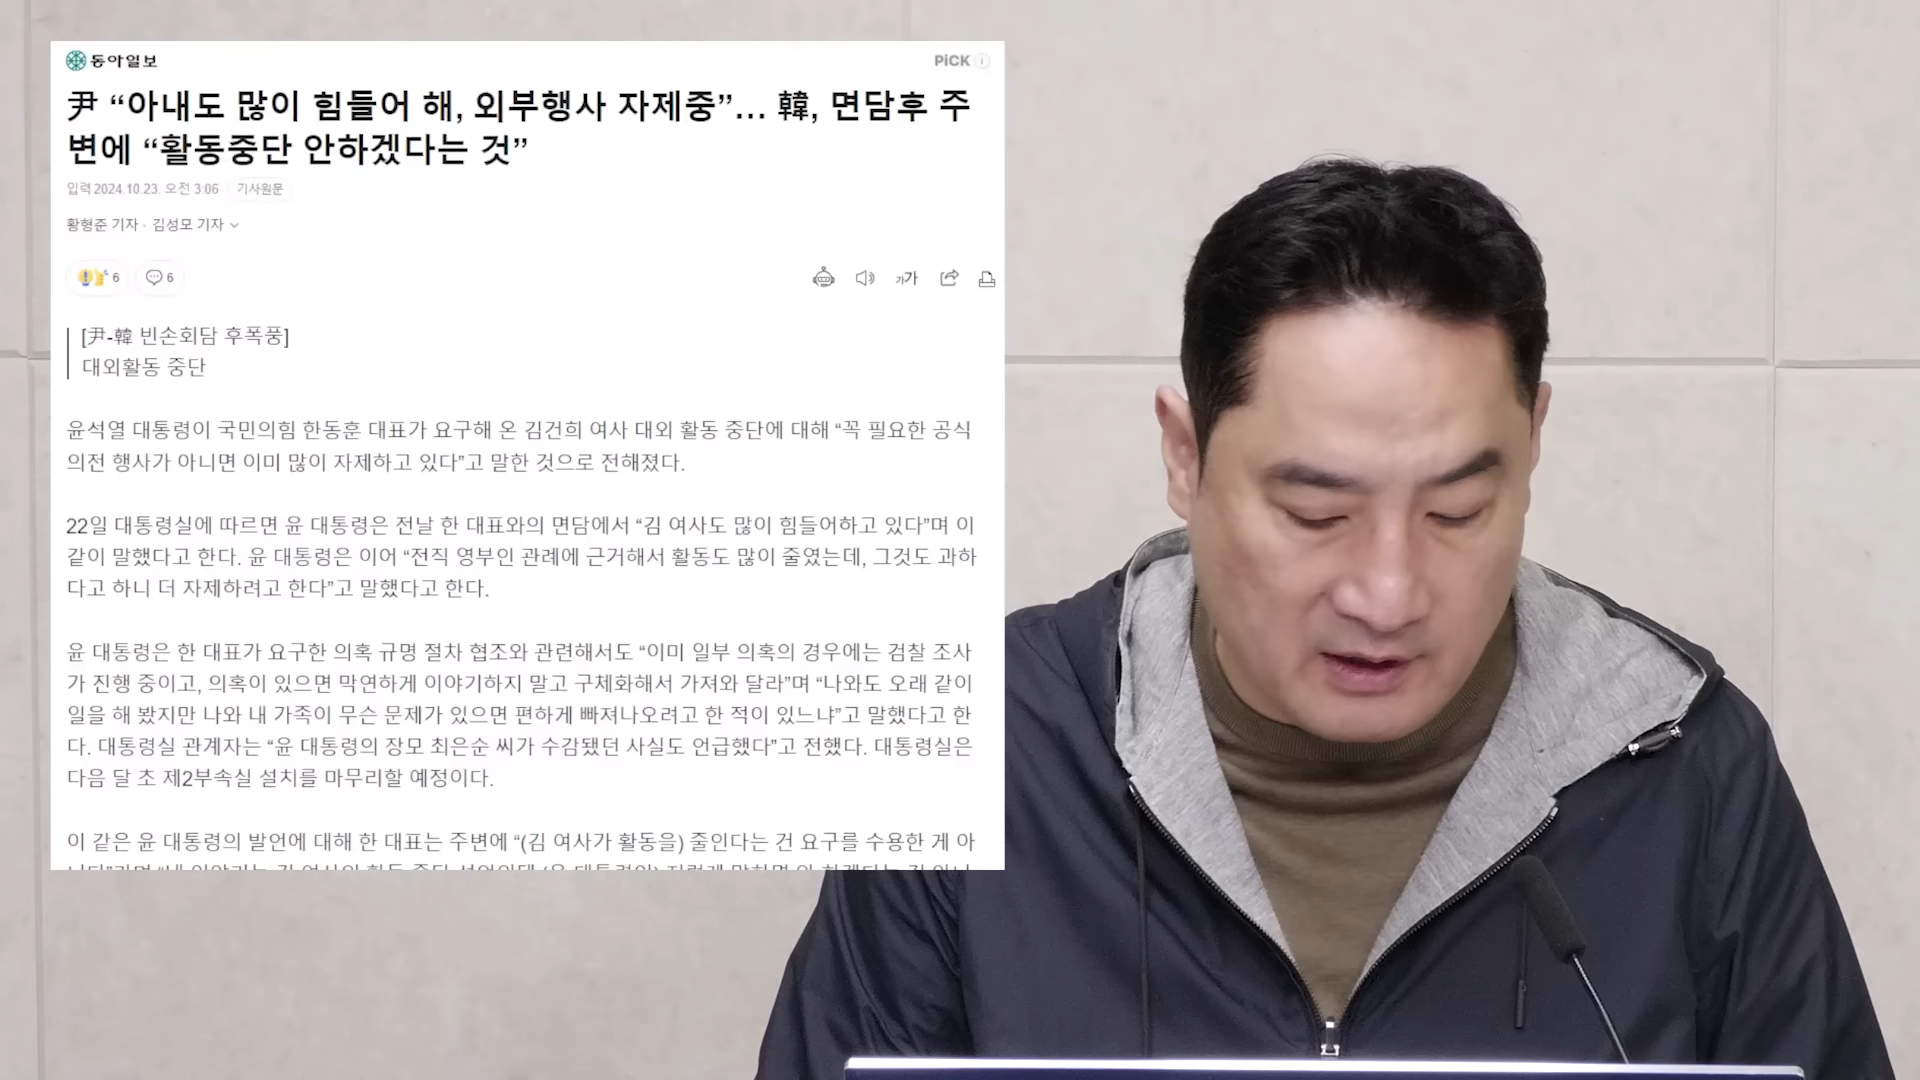 동아일보
PiCK
尹 “아내도 많이 힘들어 해, 외부행사 자제중”… 韓, 면담후 주
변에 “활동중단 안하겠다는 것”
입력 2024.10.23. 오전 3:06 기사원문
황형준 기자 · 김성모 기자
6 6
가가
[尹-韓 빈손회담 후폭풍]
대외활동 중단
윤석열 대통령이 국민의힘 한동훈 대표가 요구해 온 김건희 여사 대외 활동 중단에 대해 “꼭 필요한 공식
의전 행사가 아니면 이미 많이 자제하고 있다”고 말한 것으로 전해졌다.
22일 대통령실에 따르면 윤 대통령은 전날 한 대표와의 면담에서 “김 여사도 많이 힘들어하고 있다”며 이
같이 말했다고 한다. 윤 대통령은 이어 “전직 영부인 관례에 근거해서 활동도 많이 줄였는데, 그것도 과하
다고 하니 더 자제하려고 한다”고 말했다고 한다.
윤 대통령은 한 대표가 요구한 의혹 규명 절차 협조와 관련해서도 “이미 일부 의혹의 경우에는 검찰 조사
가 진행 중이고, 의혹이 있으면 막연하게 이야기하지 말고 구체화해서 가져와 달라”며 “나와도 오래 같이
일을 해 봤지만 나와 내 가족이 무슨 문제가 있으면 편하게 빠져나오려고 한 적이 있느냐”고 말했다고 한
다. 대통령실 관계자는 “윤 대통령의 장모 최은순 씨가 수감됐던 사실도 언급했다”고 전했다. 대통령실은
다음 달 초 제2부속실 설치를 마무리할 예정이다.
이 같은 윤 대통령의 발언에 대해 한 대표는 주변에 “(김 여사가 활동을) 줄인다는 건 요구를 수용한 게 아